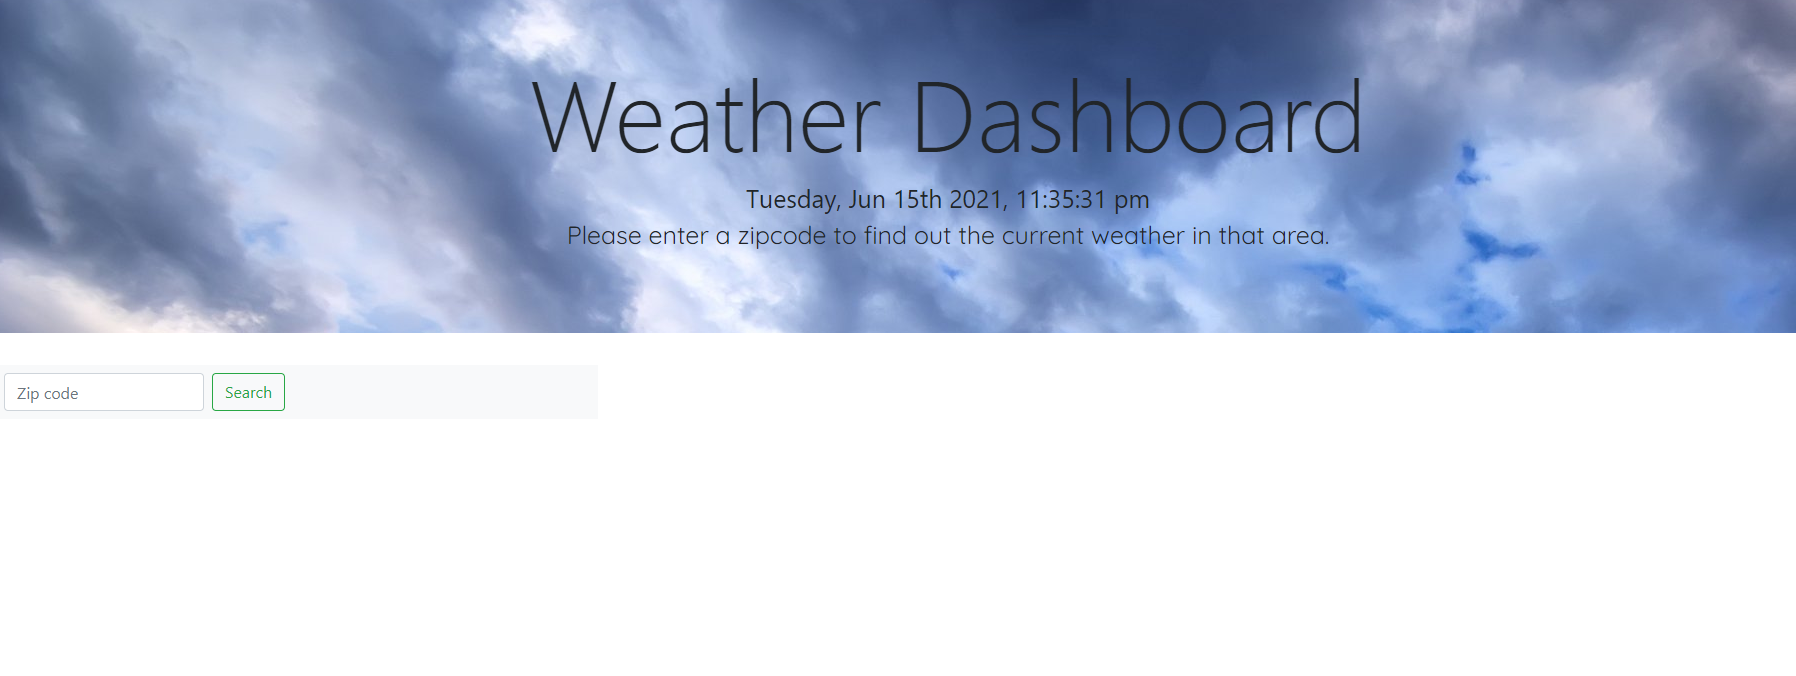 Weather Dashboard
Tuesday, Jun 15th 2021, 11:35:31 pm
Please enter a zipcode to find out the current weather in that area.
Zip code Search